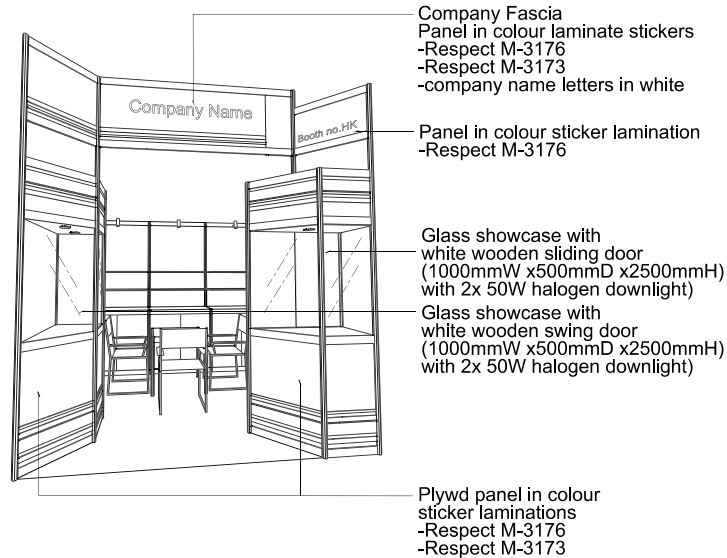 Company Fascia
Panel in colour laminate stickers
-Respect M-3176
-Respect M-3173
-company name letters in white
Company Name
Booth no.HK
Panel in colour sticker lamination
-Respect M-3176
Glass showcase with
white wooden sliding door
(1000mmW x500mmD x2500mmH)
with 2x 50W halogen downlight)
Glass showcase with
white wooden swing door
(1000mmW x500mmD x2500mmH)
with 2x 50W halogen downlight)
Plywd panel in colour
sticker laminations
-Respect M-3176
-Respect M-3173